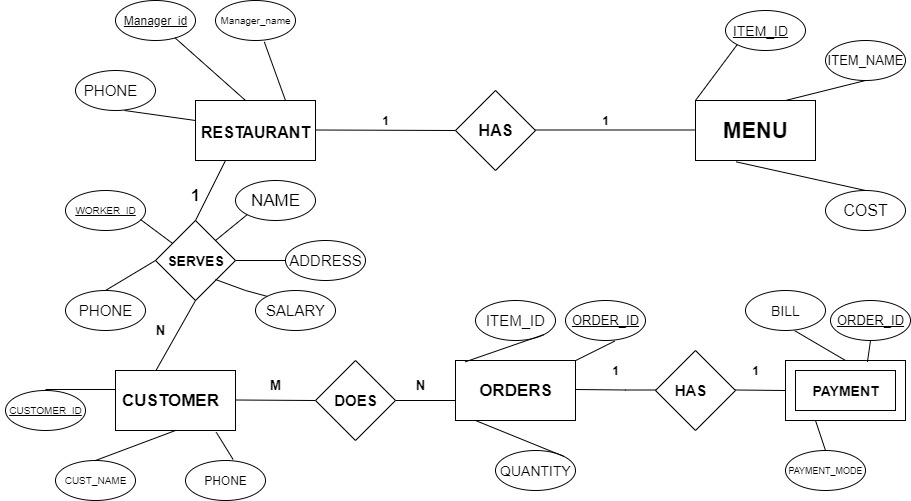 Manager_id
Manager_name
ITEM_ID
ITEM_NAME
PHONE
RESTAURANT
1
HAS
1
MENU
COST
1
WORKER_ID
NAME
SERVES
ADDRESS
PHONE
SALARY
N
ITEM_ID
ORDER_ID
BILL
ORDER_ID
CUSTOMER
M
DOES
N
ORDERS
1
HAS
1
PAYMENT
CUSTOMER_ID
CUST_NAME
PHONE
QUANTITY
PAYMENT_MODE